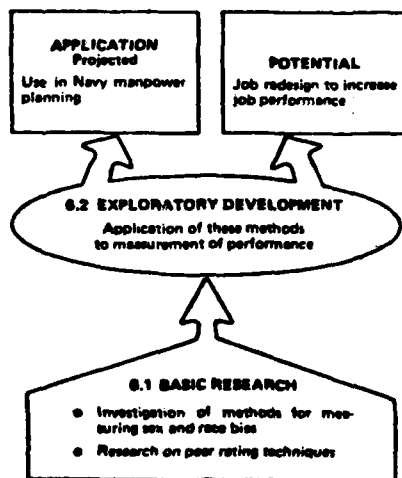 APPLICATION
Projected
Use in Navy manpower
planning
POTENTIAL
Job redesign to increase
job performance
6.2 EXPLORATORY DEVELOPMENT
Application of these methods
to measurement of performance
6.1 BASIC RESEARCH
● Investigation of methods for mea-
suring sex and race bias
● Research on peer rating techniques